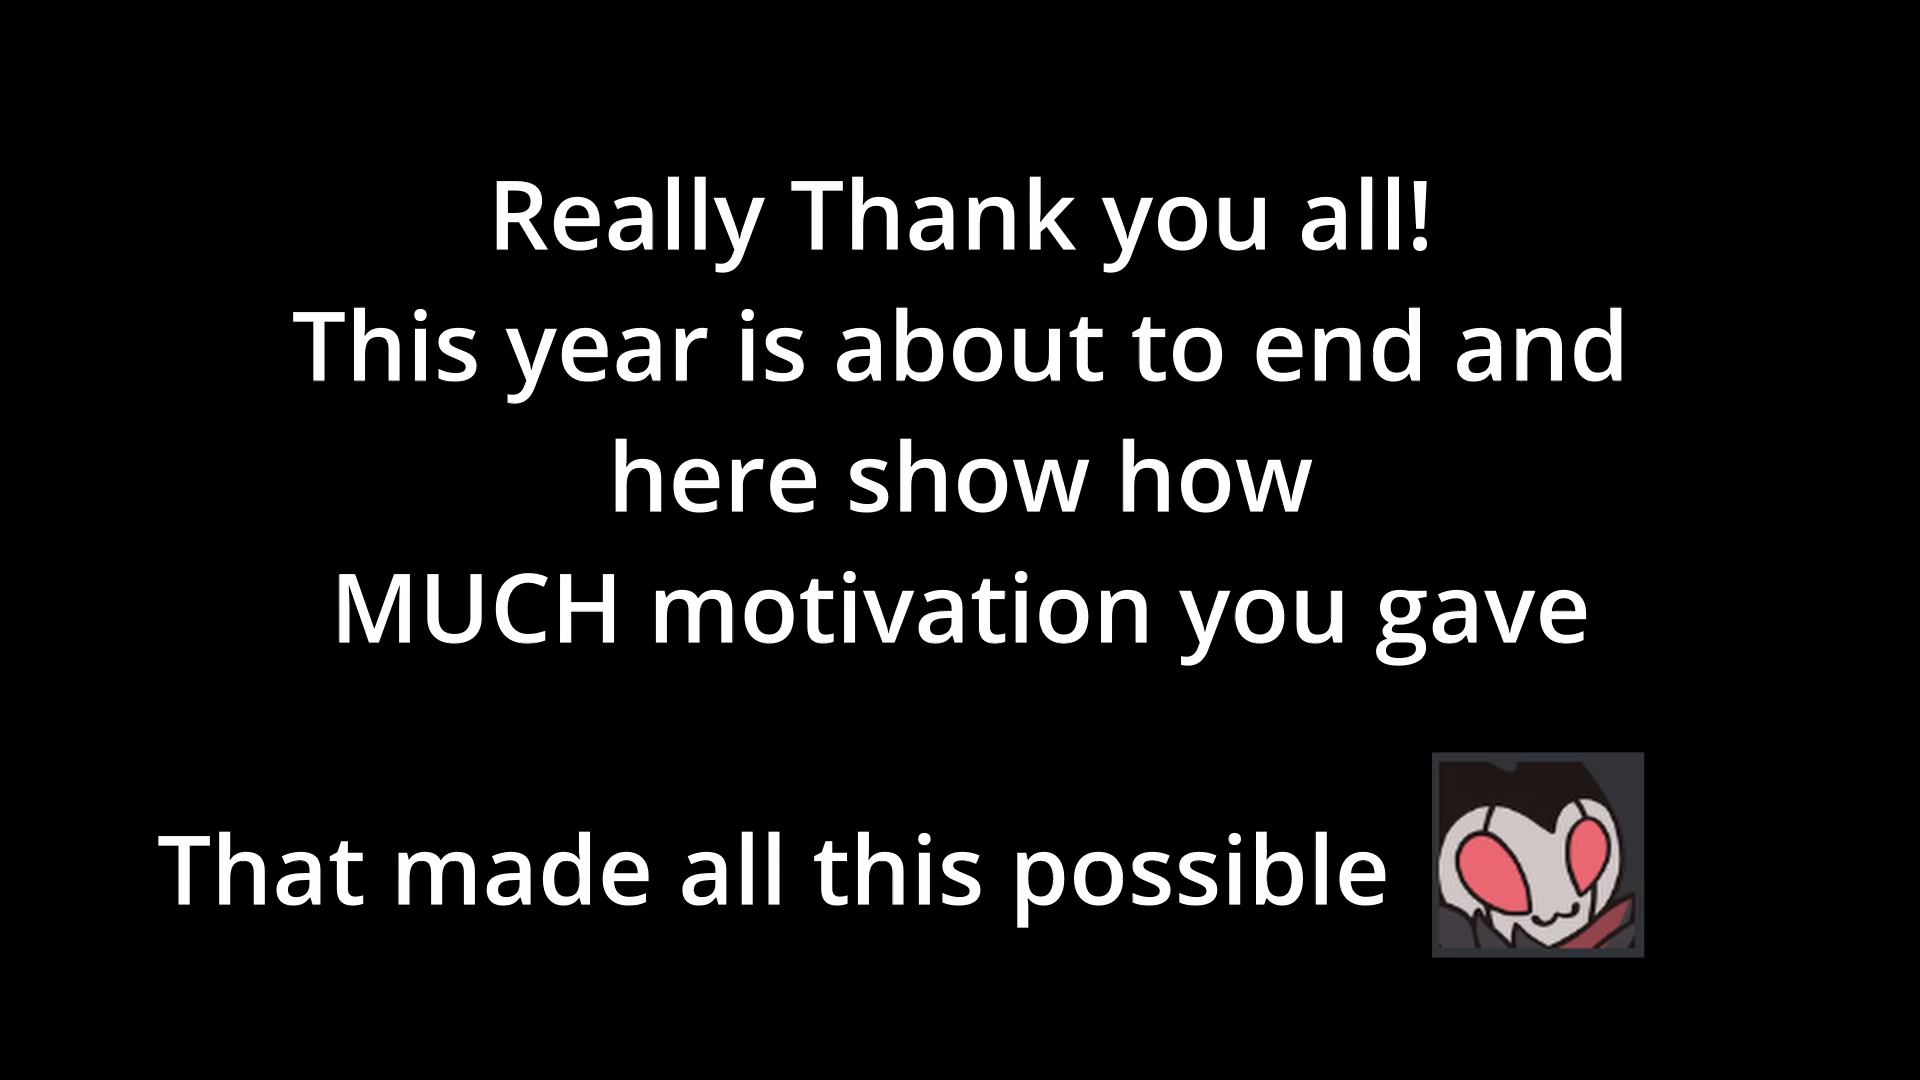 Really Thank you all!
This year is about to end and
here show how
MUCH motivation you gave
That made all this possible